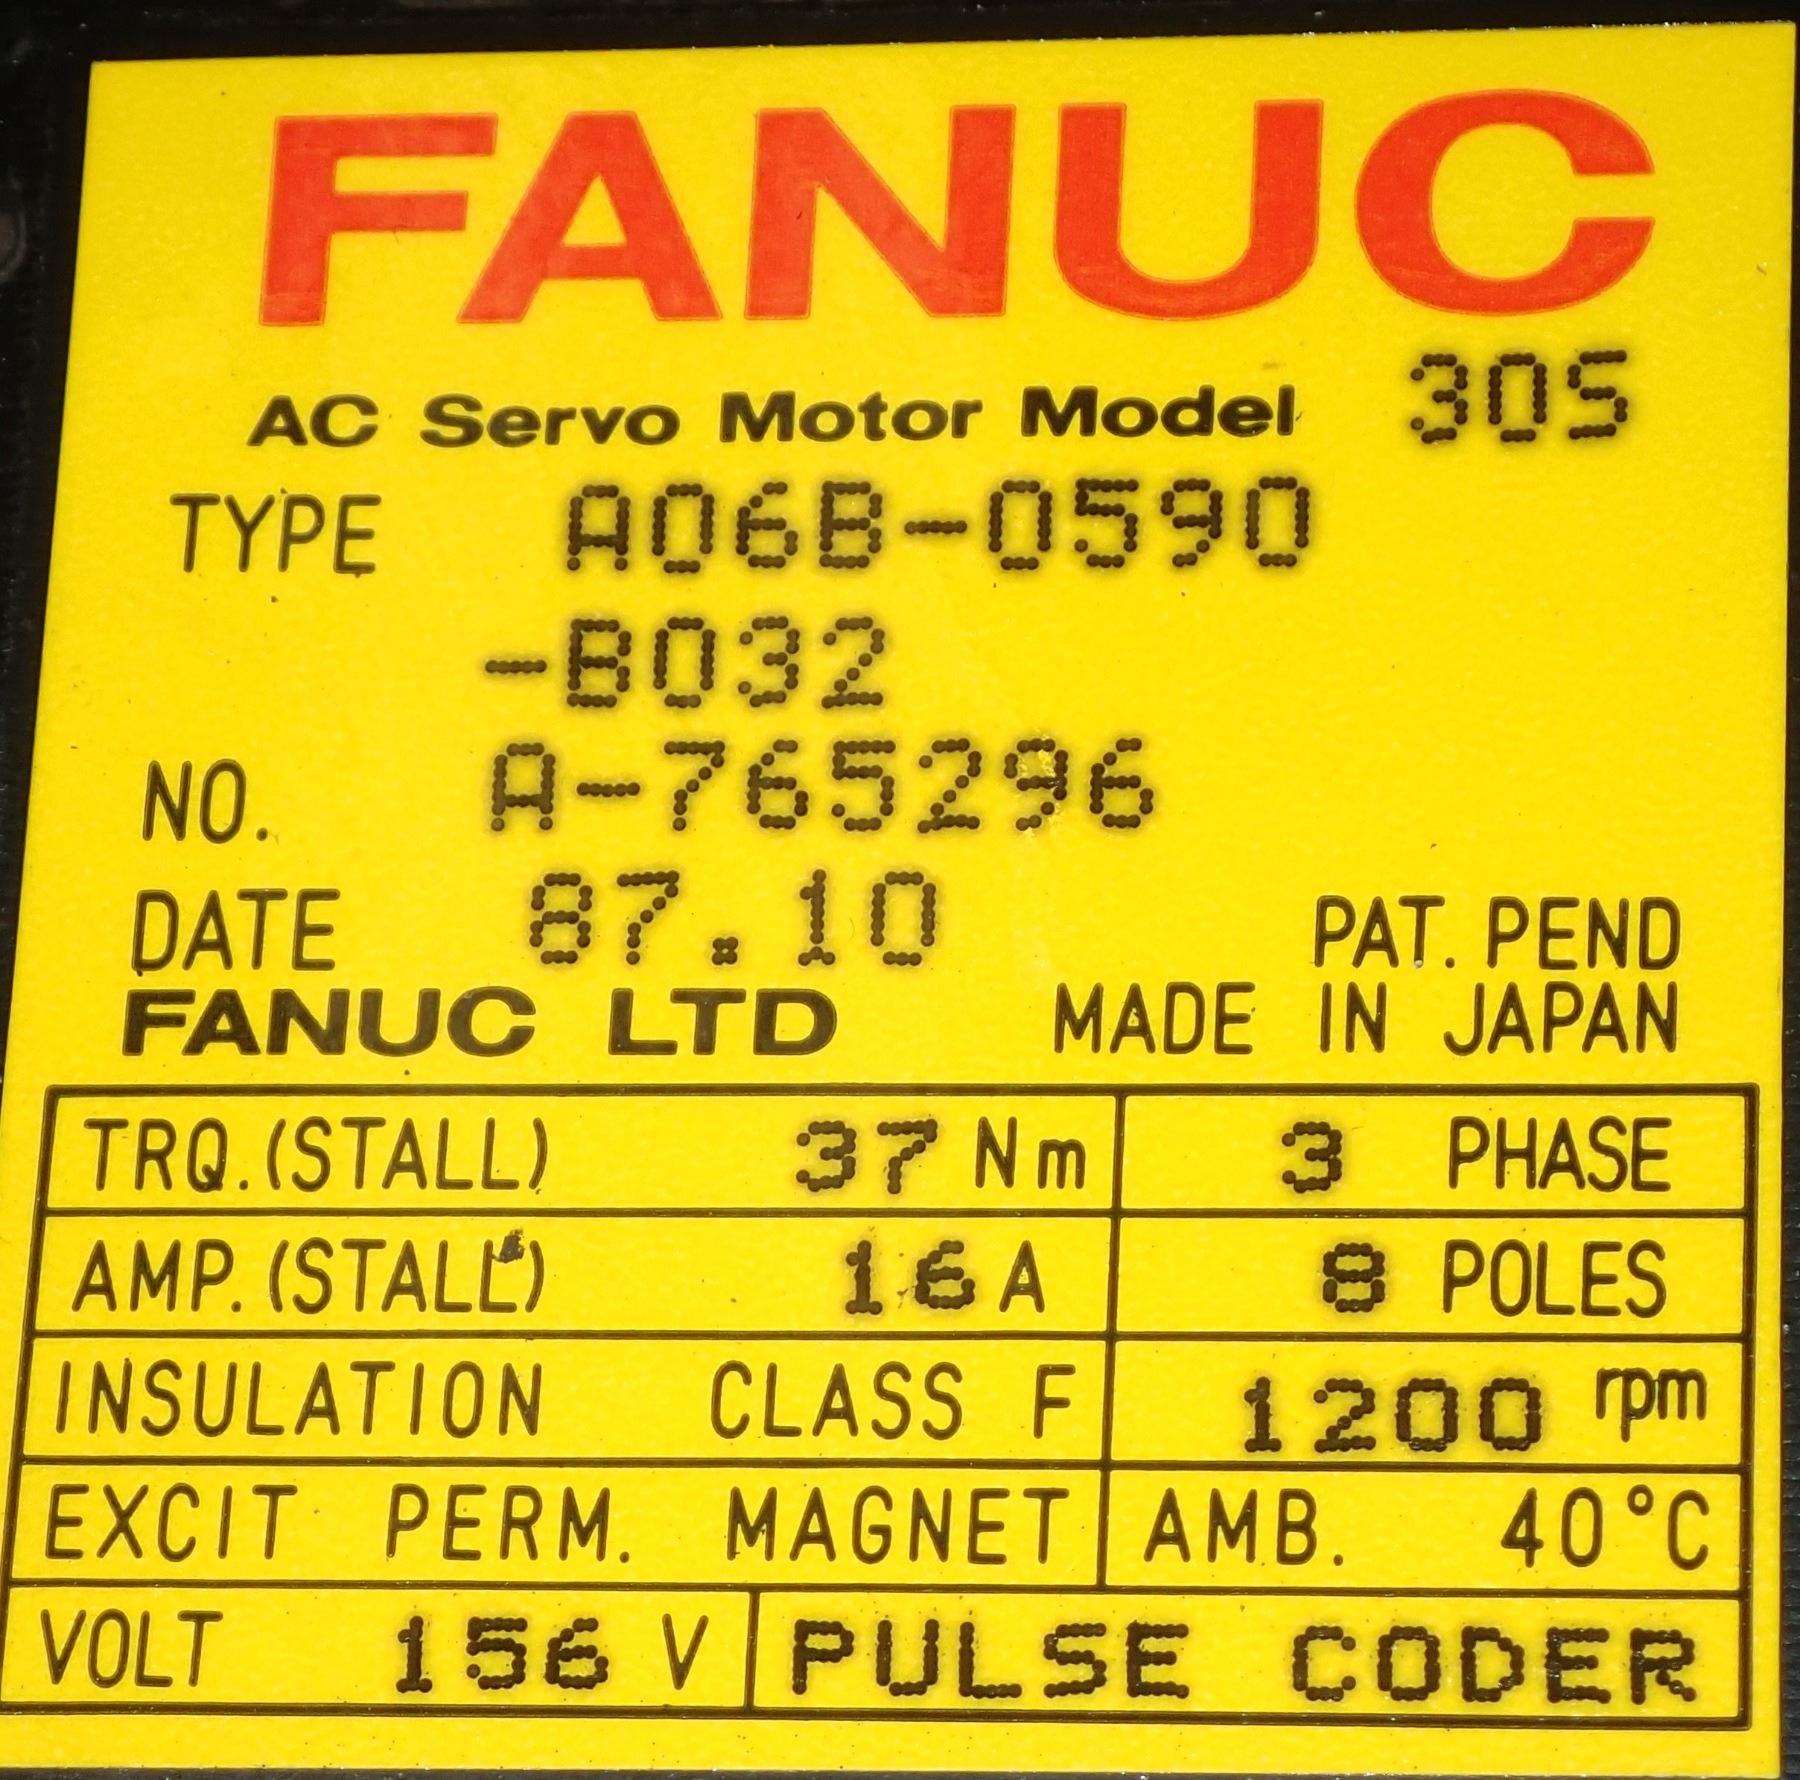 FANUC
AC Servo Motor Model 30S
TYPE A06B-0590
-B032
NO. A-765296
DATE 87.10
PAT. PEND
FANUC LTD MADE IN JAPAN
TRQ.(STALL) 37 Nm 3 PHASE
AMP.(STALL) 16 A 8 POLES
INSULATION CLASS F 1200 rpm
EXCIT PERM. MAGNET AMB. 40°C
VOLT 156 V PULSE CODER